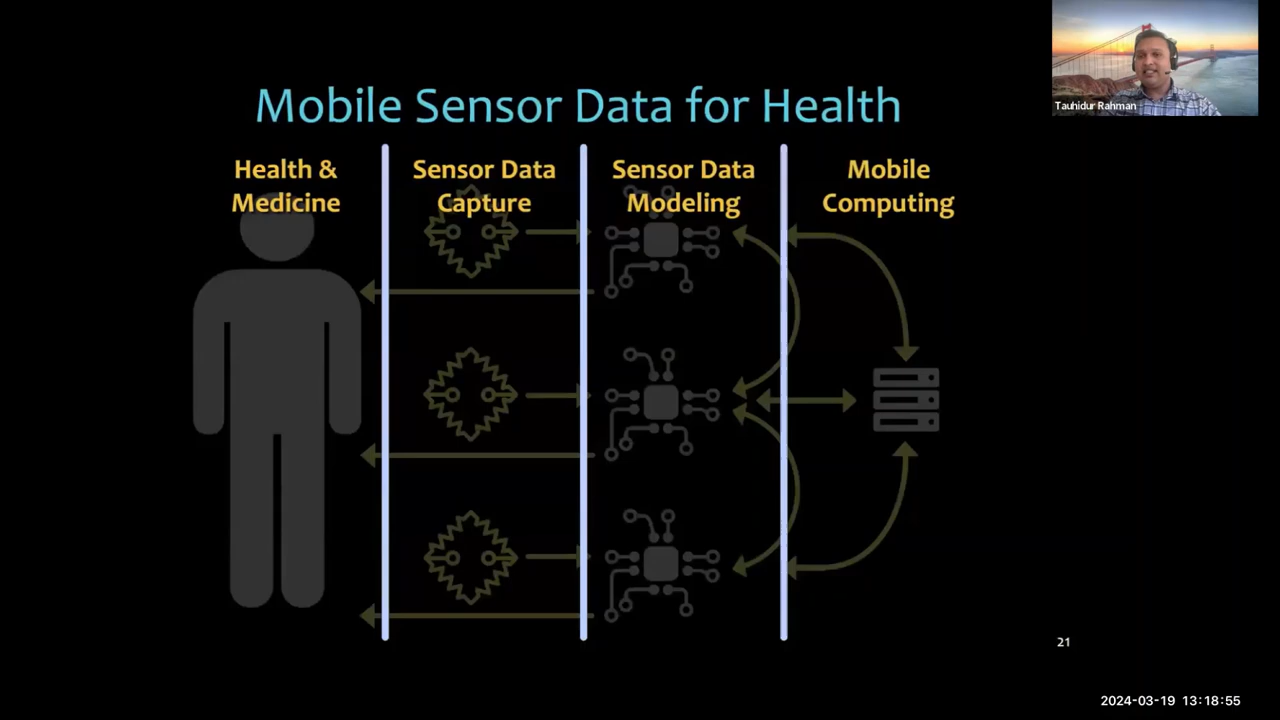 Tauhidur Rahman
Mobile Sensor Data for Health
Health &
Medicine
Sensor Data
Capture
Sensor Data
Modeling
Mobile
Computing
21
2024-03-19 13:18:55